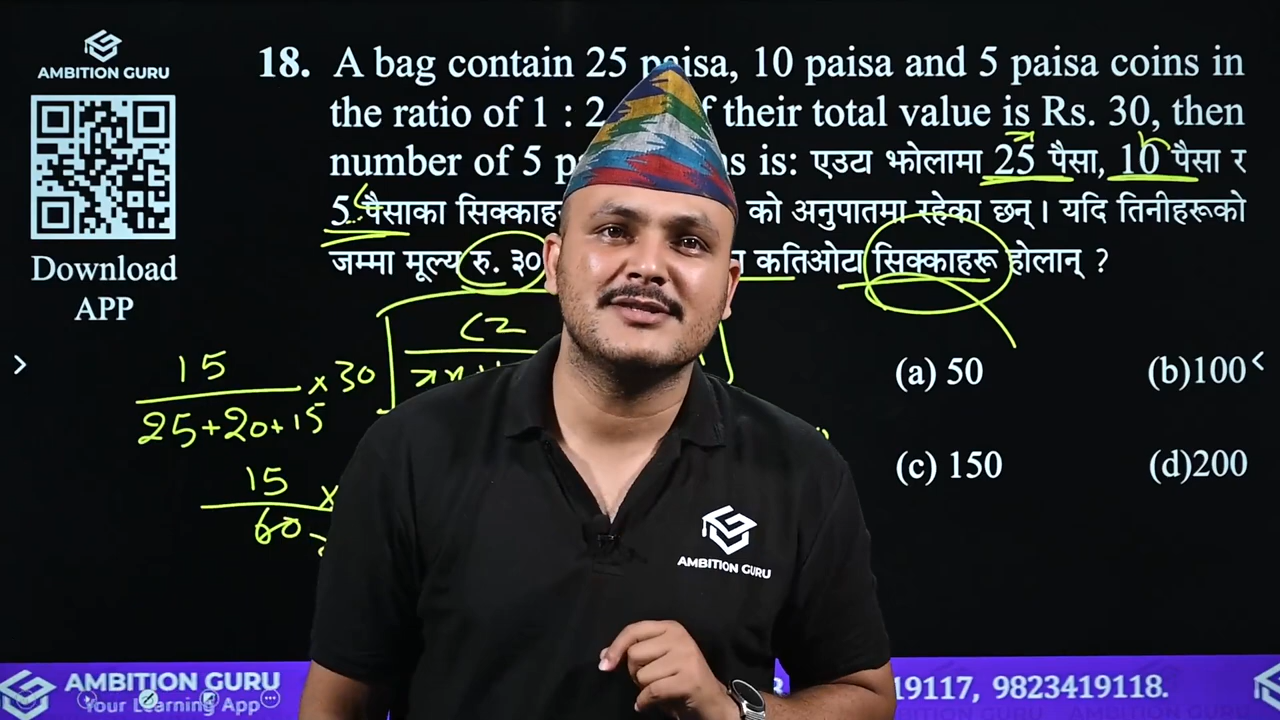 AMBITION GURU
Download
APP
18. A bag contain 25 paisa, 10 paisa and 5 paisa coins in
the ratio of 1 : 2 their total value is Rs. 30, then
number of 5 is: एउटा झोलामा 25 पैसा, 10 पैसा र
5 पैसाका को अनुपातमा रहेका छन् । यदि तिनीहरूको
जम्मा मूल्य रु. ३० कतिओटा सिक्काहरू होलान् ?
15
25+20+15
× 30
cz
15
60
×
(a) 50
(b)100
(c) 150
(d)200
AMBITION GURU
AMBITION GURU
Your Learning App
19117, 9823419118.